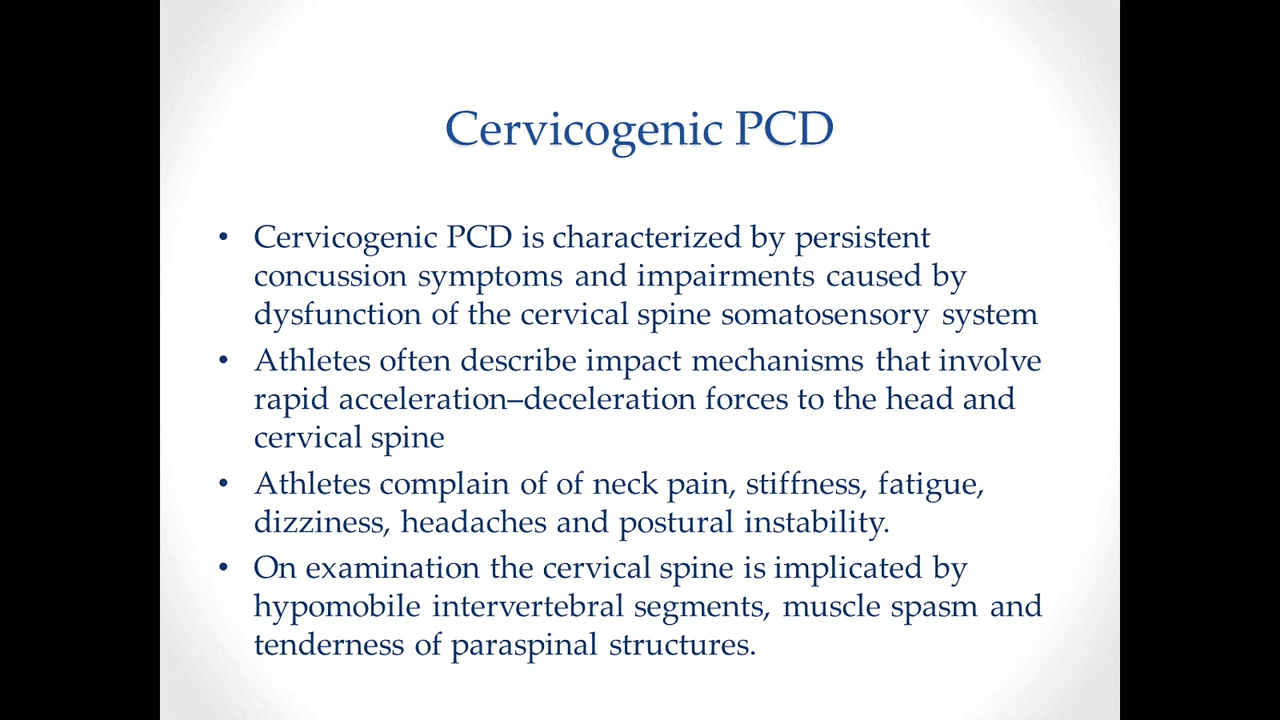 Cervicogenic PCD
• Cervicogenic PCD is characterized by persistent
concussion symptoms and impairments caused by
dysfunction of the cervical spine somatosensory system
• Athletes often describe impact mechanisms that involve
rapid acceleration–deceleration forces to the head and
cervical spine
• Athletes complain of of neck pain, stiffness, fatigue,
dizziness, headaches and postural instability.
• On examination the cervical spine is implicated by
hypomobile intervertebral segments, muscle spasm and
tenderness of paraspinal structures.